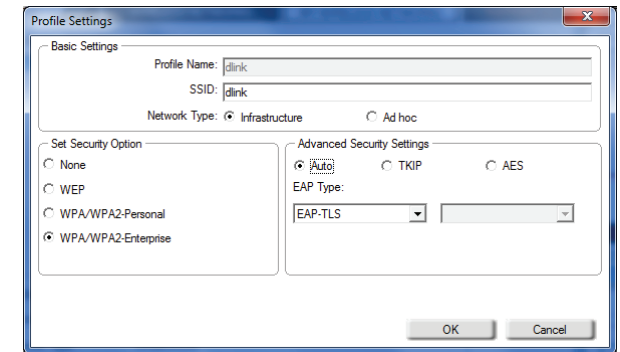 Profile Settings
Basic Settings
Profile Name: dlink
SSID: dlink
Network Type: Infrastructure Ad hoc
Set Security Option
None
WEP
WPA/WPA2-Personal
WPA/WPA2-Enterprise
Advanced Security Settings
Auto TKIP AES
EAP Type:
EAP-TLS
OK Cancel